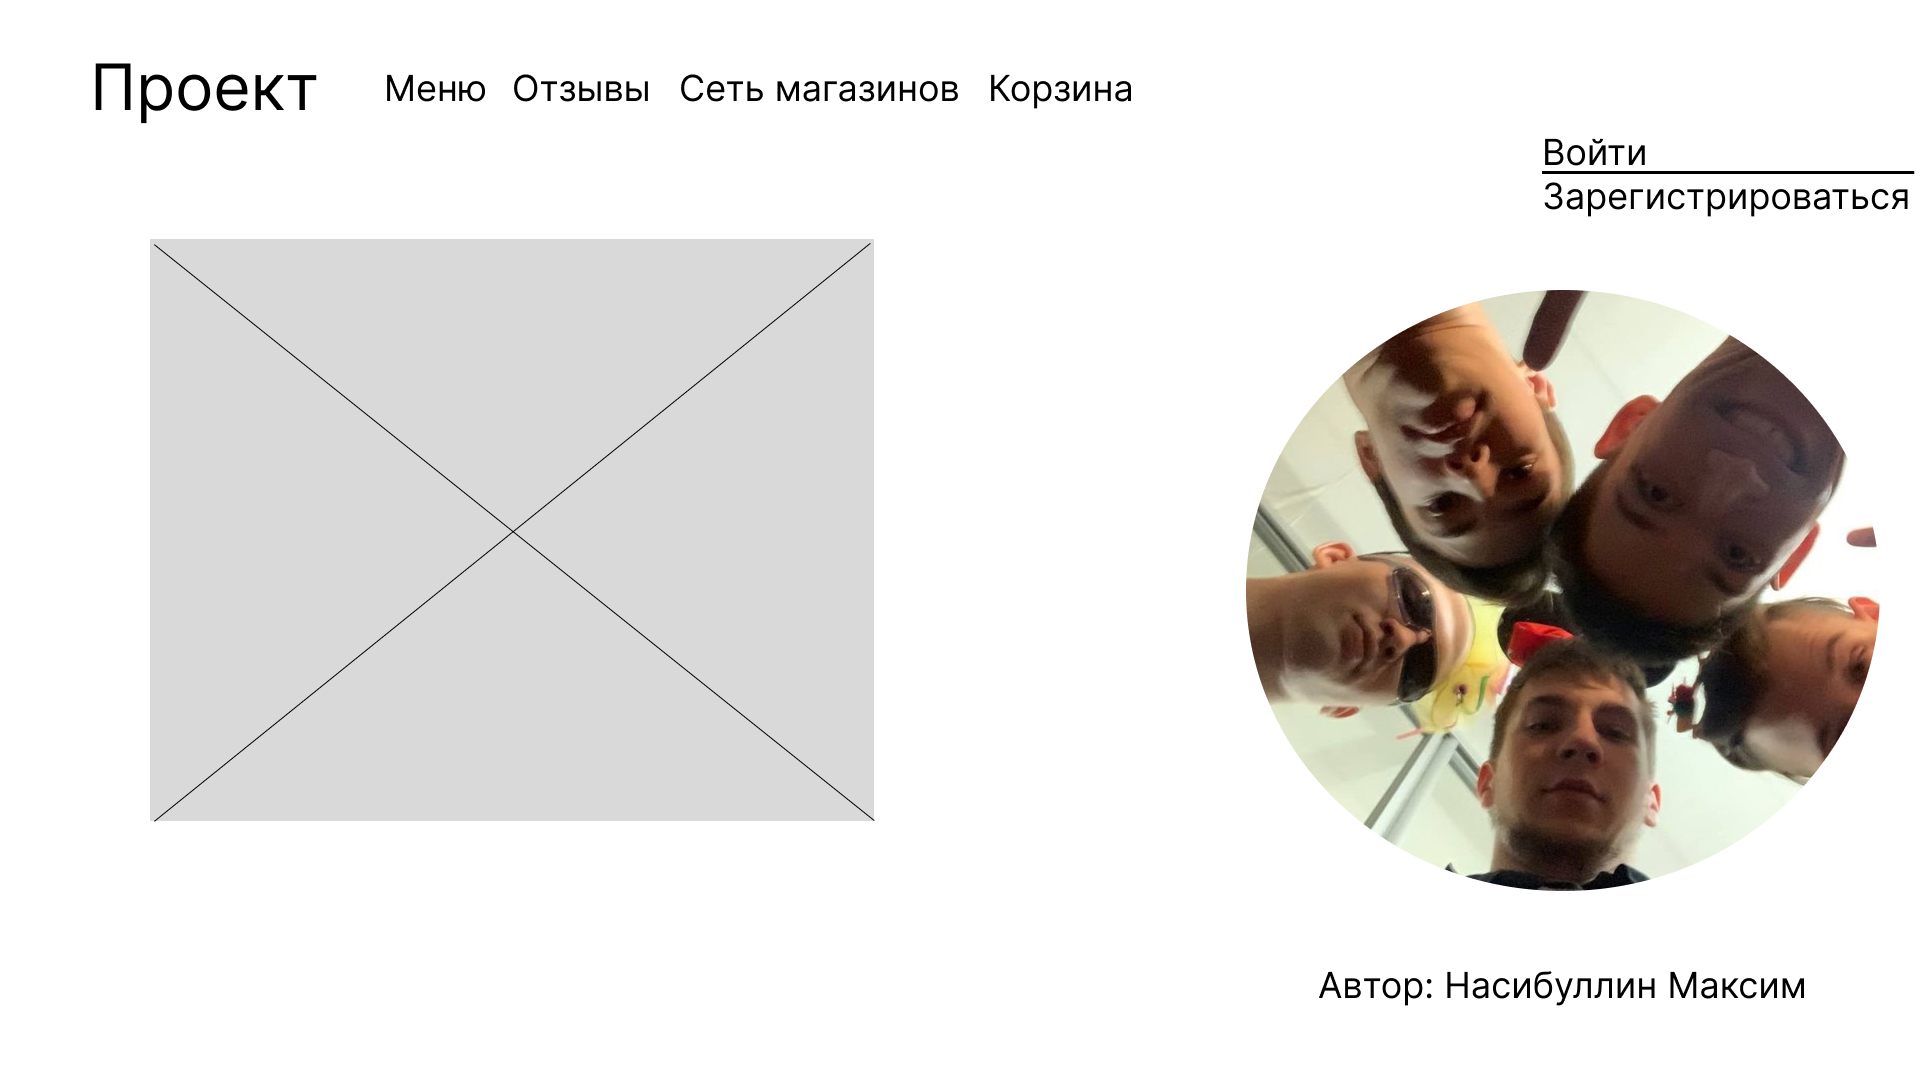 Проект
Меню Отзывы Сеть магазинов Корзина
Войти
Зарегистрироваться
Автор: Насибуллин Максим